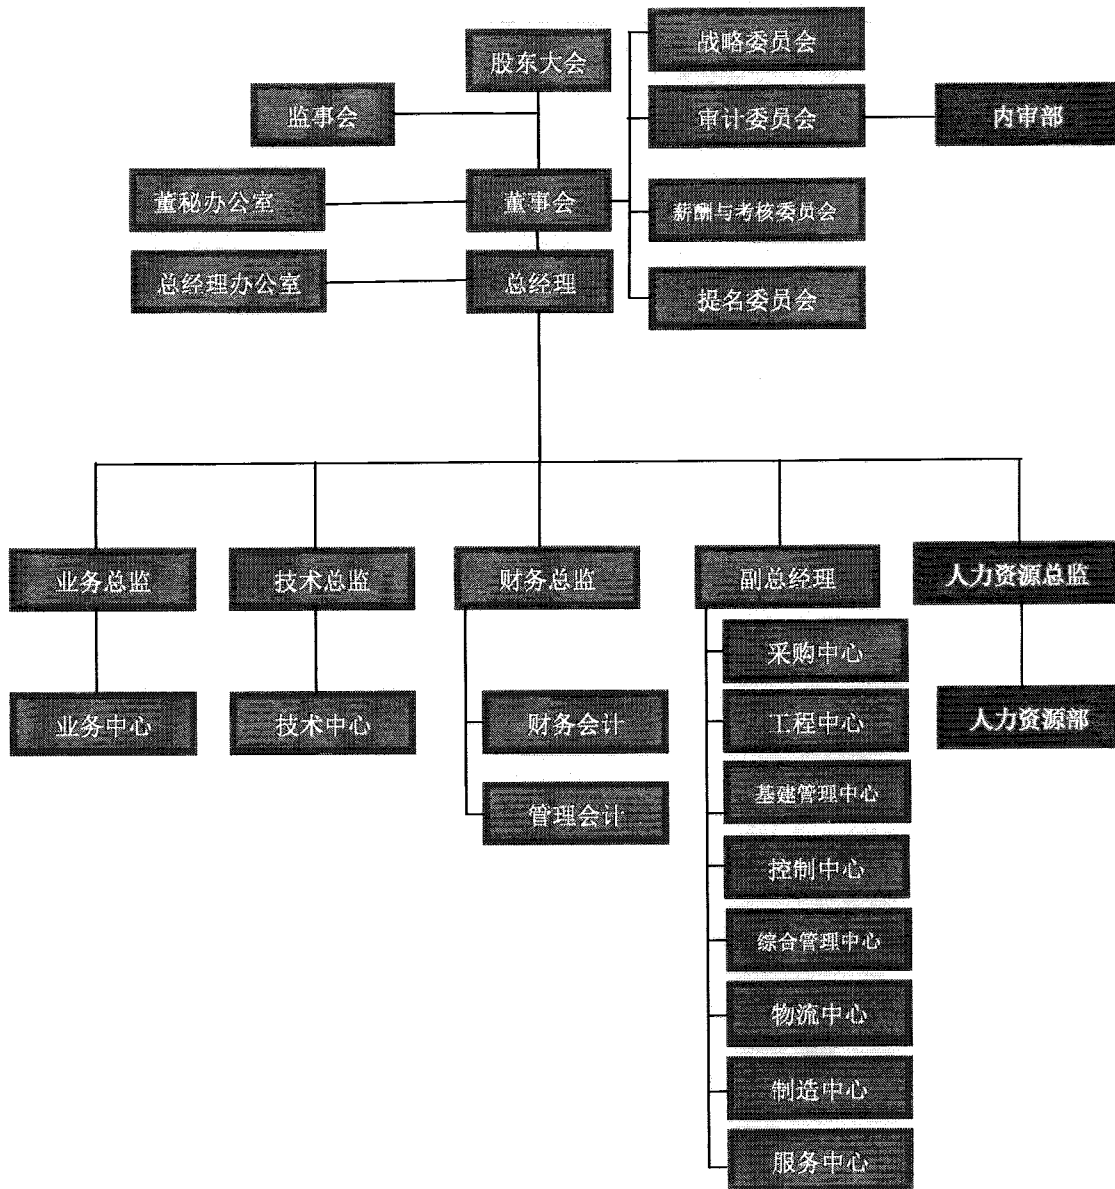 股东大会
战略委员会
监事会
审计委员会
内审部
董秘办公室
董事会
薪酬与考核委员会
总经理办公室
总经理
提名委员会
业务总监
技术总监
财务总监
副总经理
人力资源总监
业务中心
技术中心
财务会计
管理会计
采购中心
工程中心
基建管理中心
控制中心
综合管理中心
物流中心
制造中心
服务中心
人力资源部